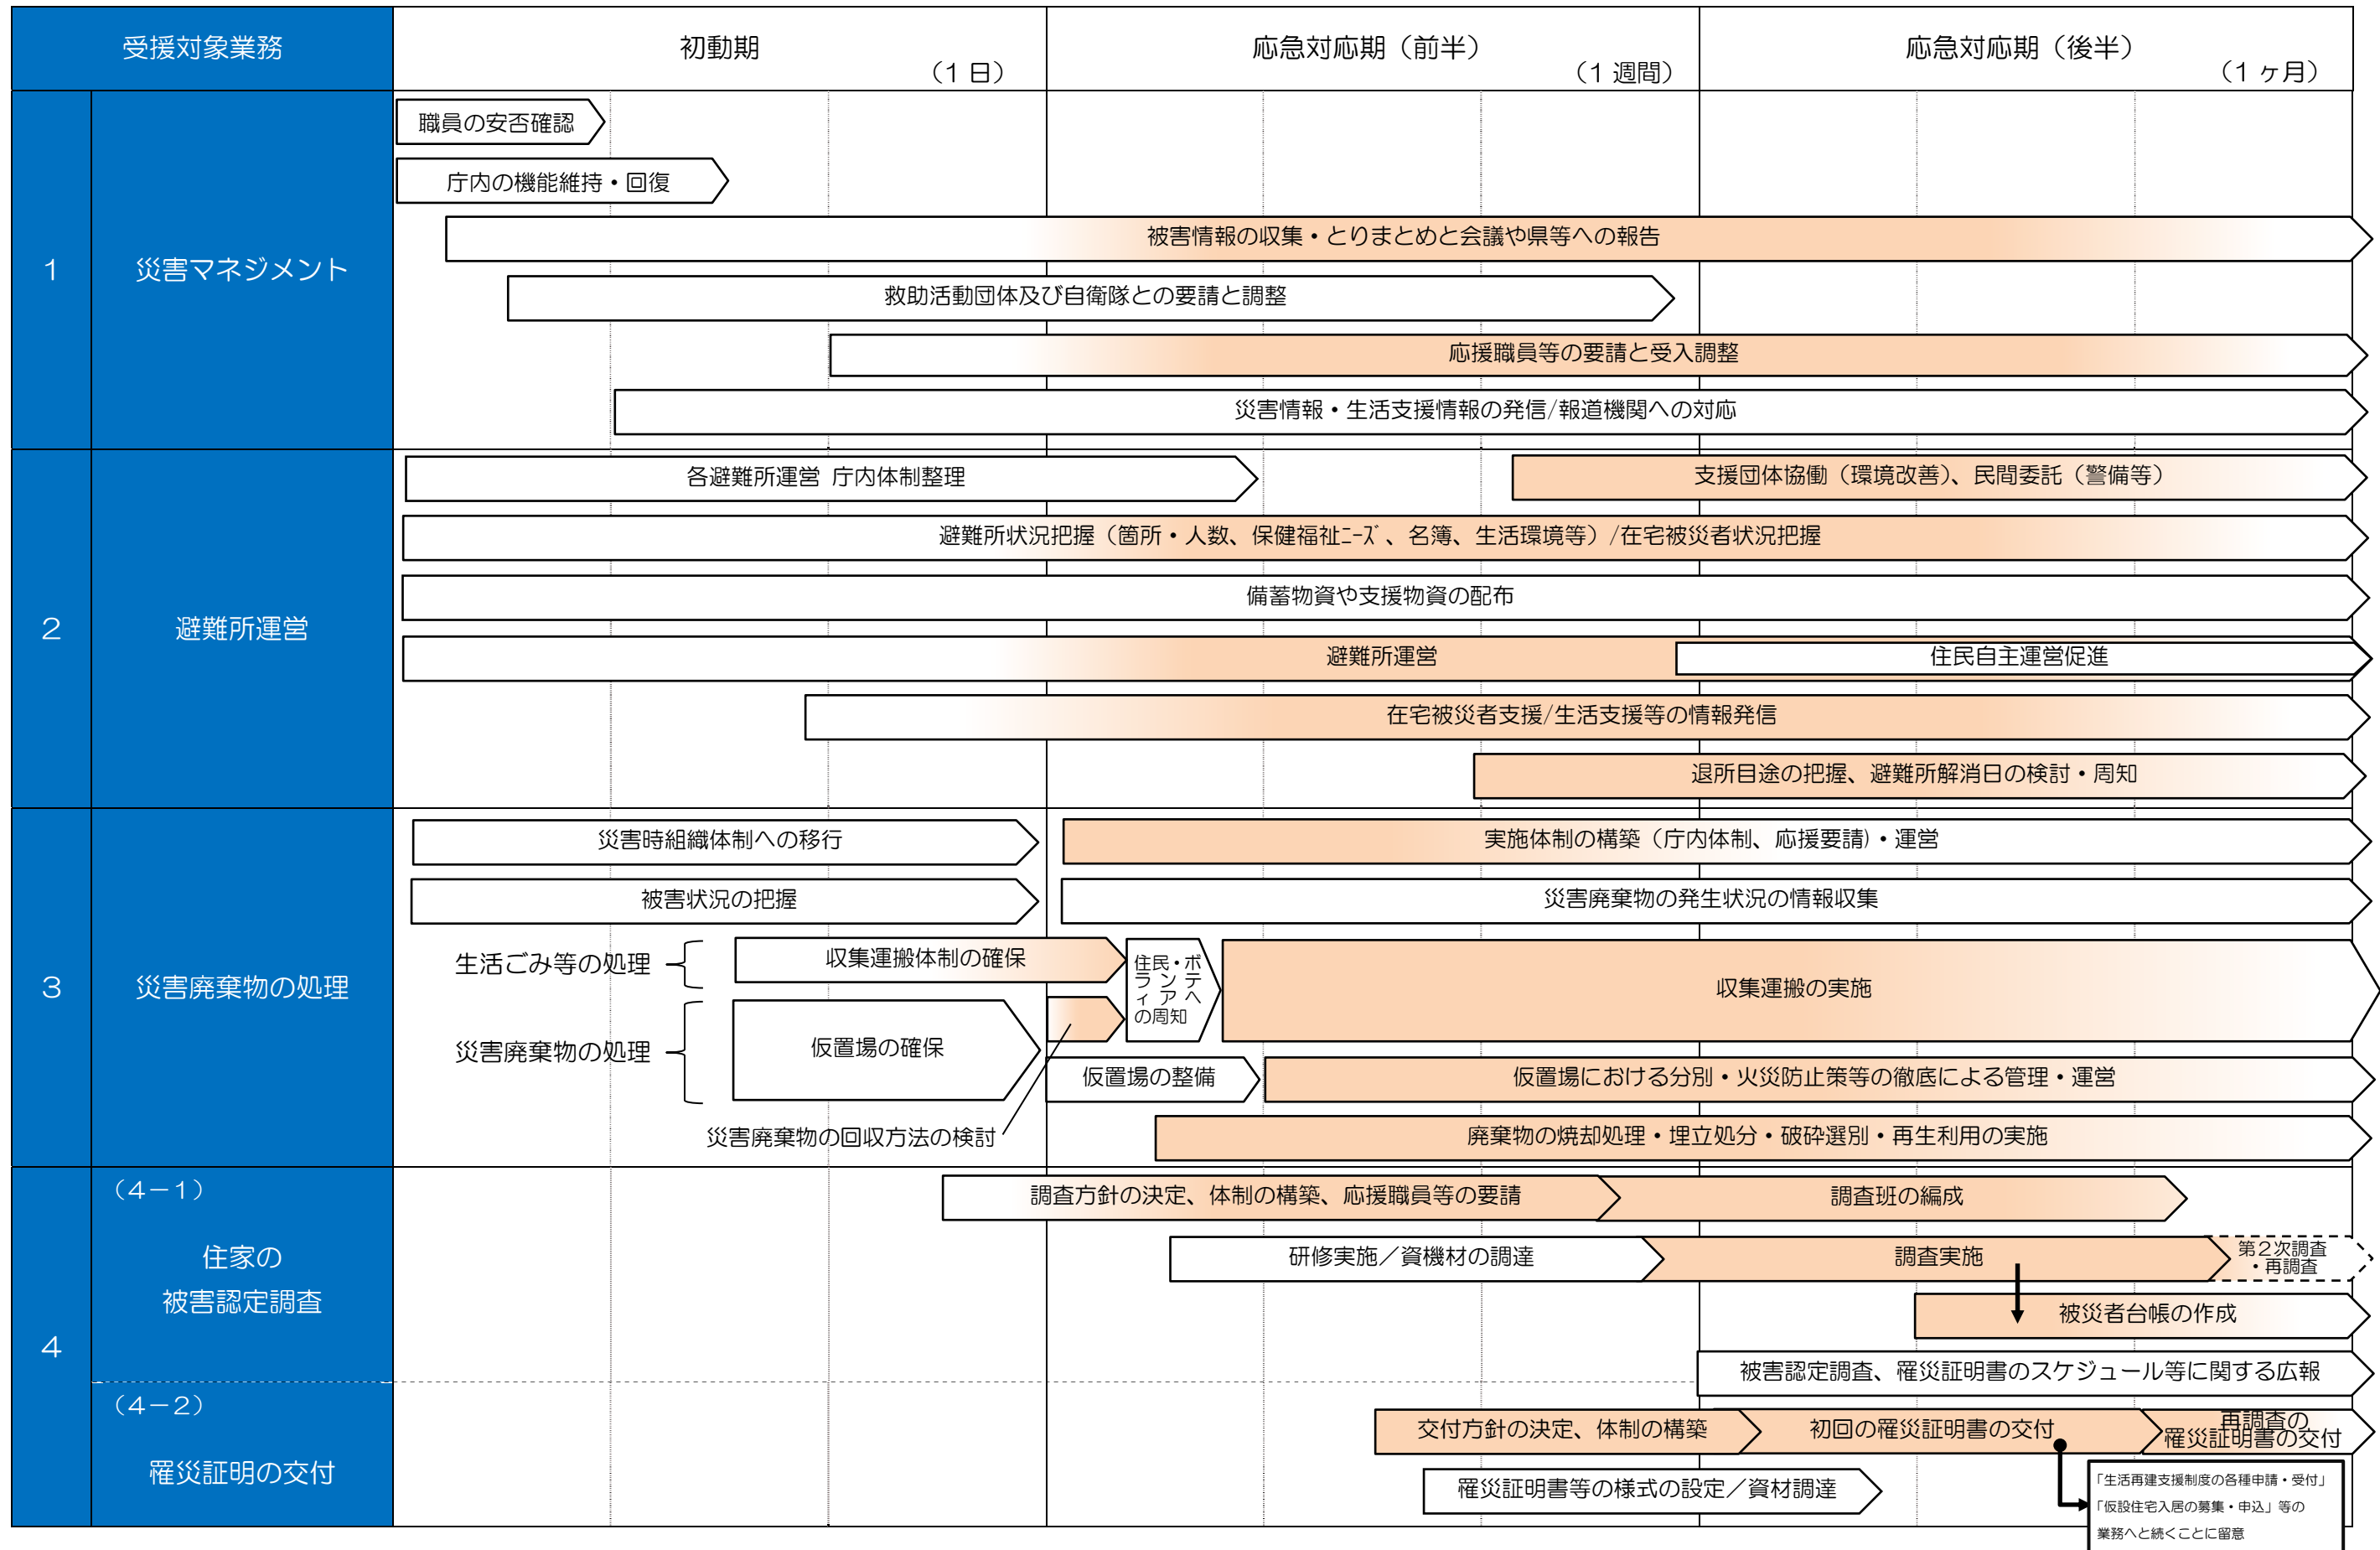 受援対象業務
初動期
（1 日）
応急対応期（前半）
（1 週間）
応急対応期（後半）
（1 ヶ月）
1
災害マネジメント
職員の安否確認
庁内の機能維持・回復
被害情報の収集・とりまとめと会議や県等への報告
救助活動団体及び自衛隊との要請と調整
応援職員等の要請と受入調整
災害情報・生活支援情報の発信/報道機関への対応
2
避難所運営
各避難所運営 庁内体制整理
支援団体協働（環境改善）、民間委託（警備等）
避難所状況把握（箇所・人数、保健福祉ﾆｰｽﾞ、名簿、生活環境等）/在宅被災者状況把握
備蓄物資や支援物資の配布
避難所運営
住民自主運営促進
在宅被災者支援/生活支援等の情報発信
退所目途の把握、避難所解消日の検討・周知
3
災害廃棄物の処理
災害時組織体制への移行
実施体制の構築（庁内体制、応援要請)・運営
被害状況の把握
災害廃棄物の発生状況の情報収集
生活ごみ等の処理
収集運搬体制の確保
住民・ボ
ランテ
ィアへ
の周知
収集運搬の実施
災害廃棄物の処理
仮置場の確保
仮置場の整備
仮置場における分別・火災防止策等の徹底による管理・運営
災害廃棄物の回収方法の検討
廃棄物の焼却処理・埋立処分・破砕選別・再生利用の実施
4
（4－1）
住家の
被害認定調査
調査方針の決定、体制の構築、応援職員等の要請
調査班の編成
研修実施／資機材の調達
調査実施
第２次調査
・再調査
被災者台帳の作成
被害認定調査、罹災証明書のスケジュール等に関する広報
（4－2）
罹災証明の交付
交付方針の決定、体制の構築
初回の罹災証明書の交付
再調査の
罹災証明書の交付
罹災証明書等の様式の設定／資材調達
「生活再建支援制度の各種申請・受付」
「仮設住宅入居の募集・申込」等の
業務へと続くことに留意